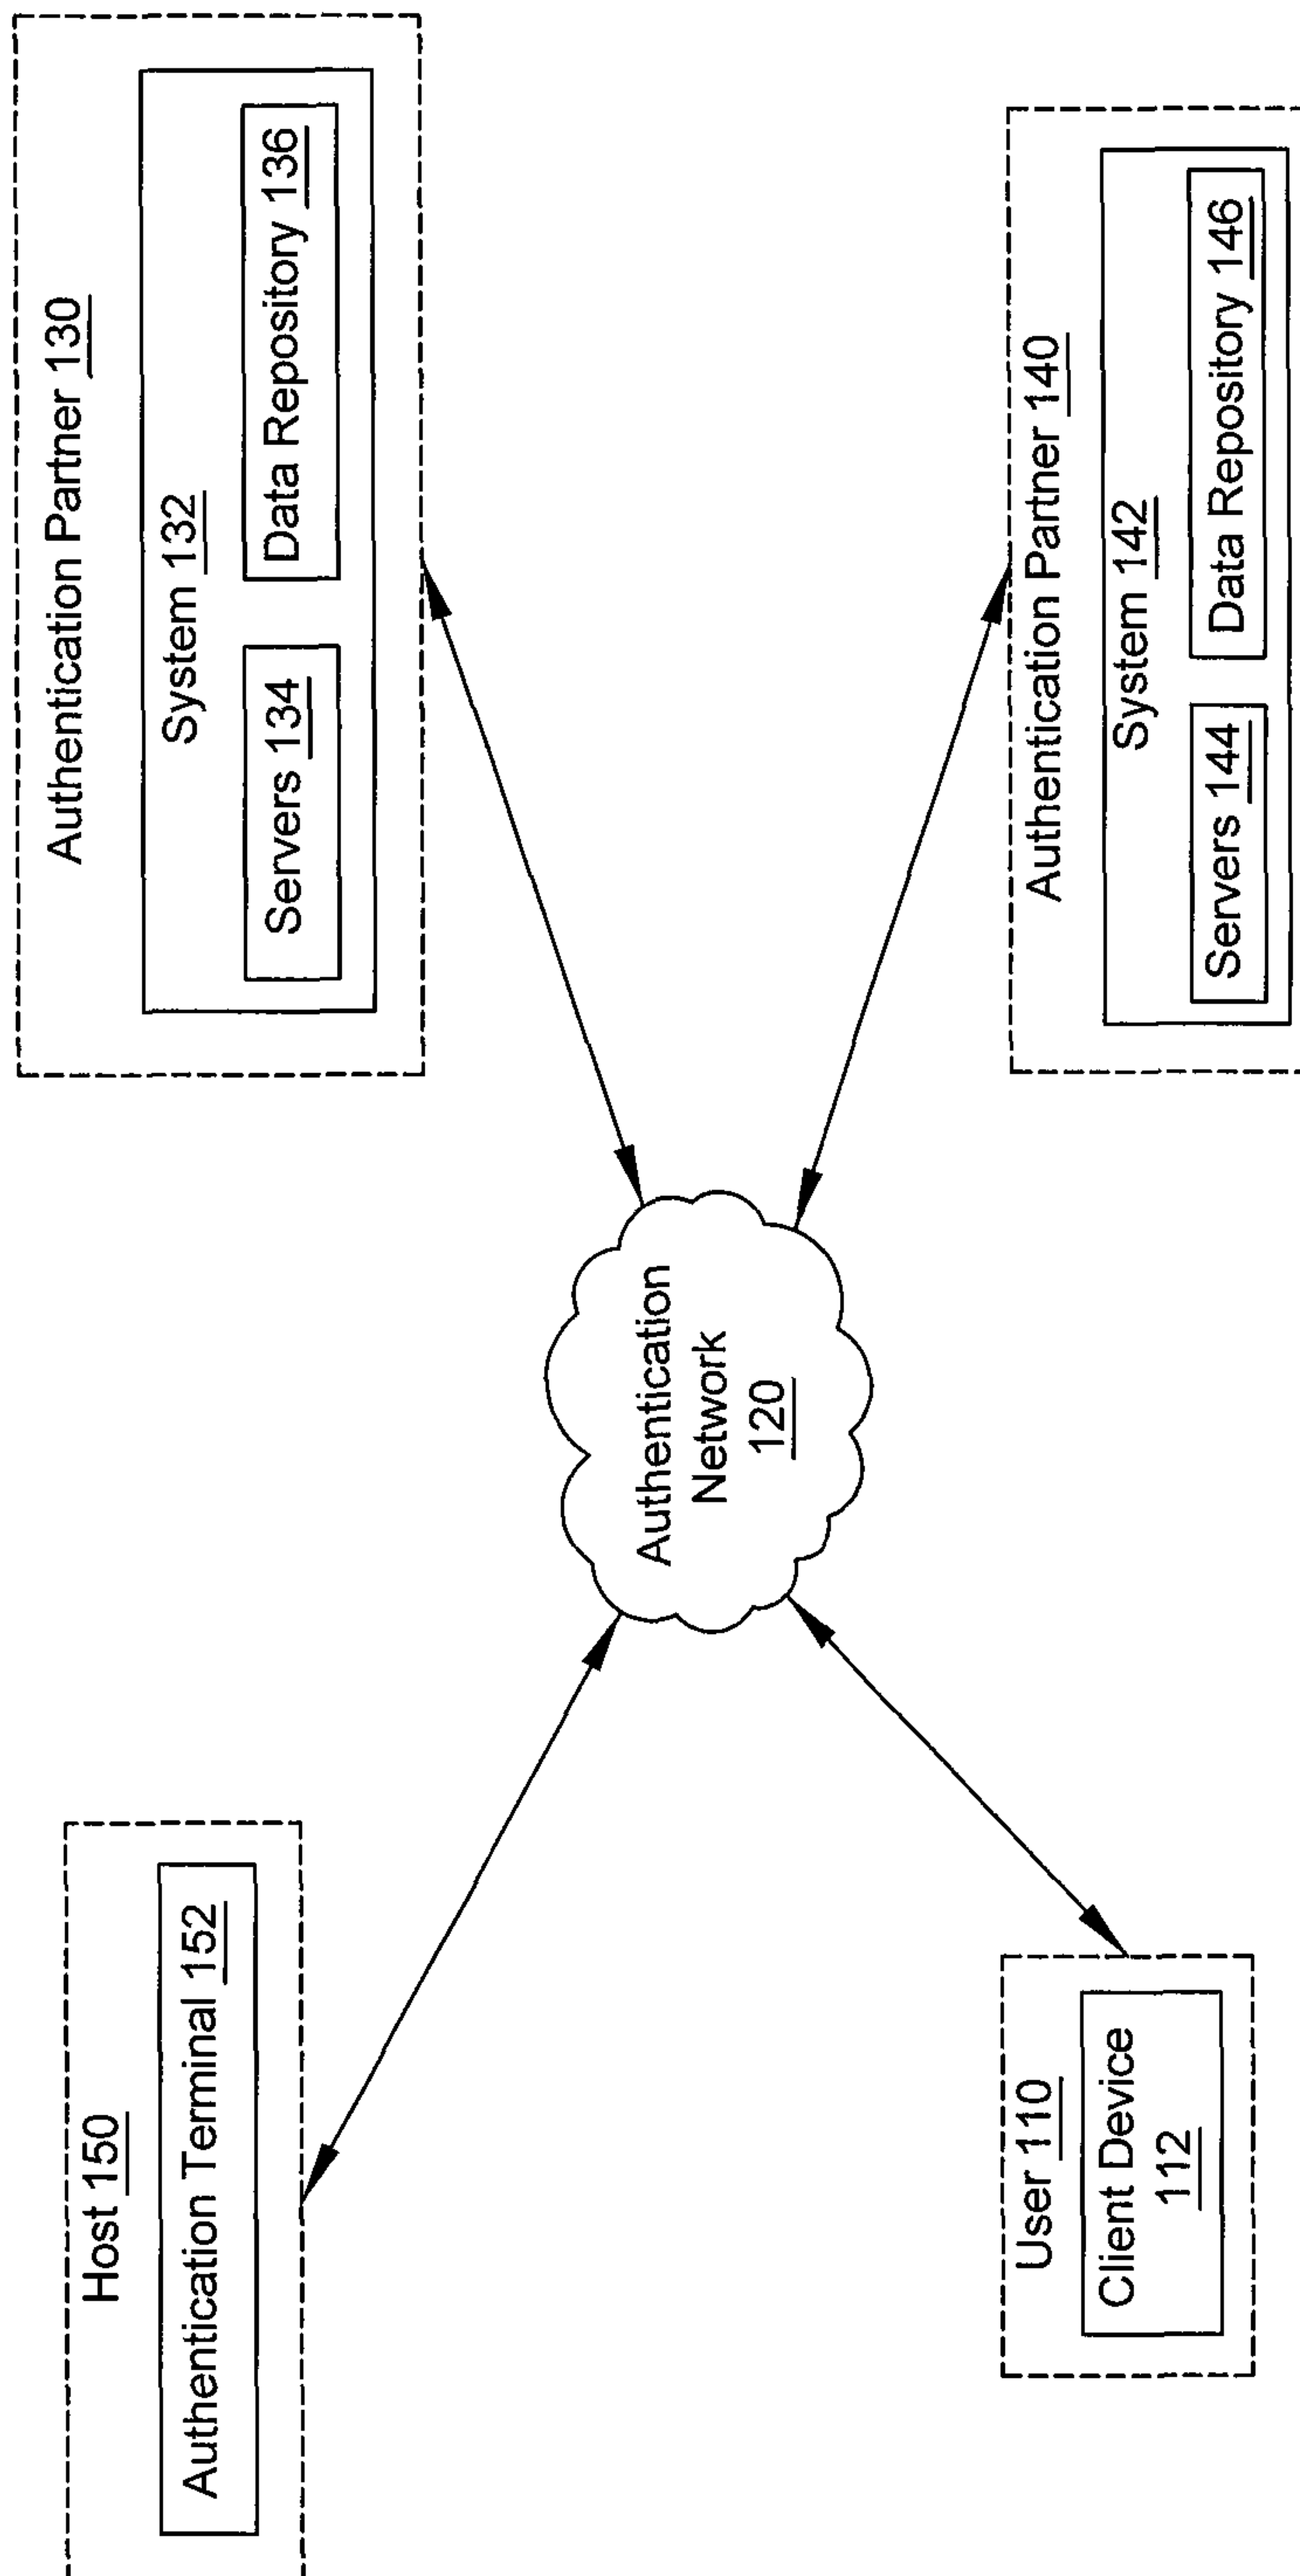 Host 150
Authentication Terminal 152
User 110
Client Device
112
Authentication
Network
120
Authentication Partner 130
System 132
Servers 134
Data Repository 136
Authentication Partner 140
System 142
Servers 144
Data Repository 146